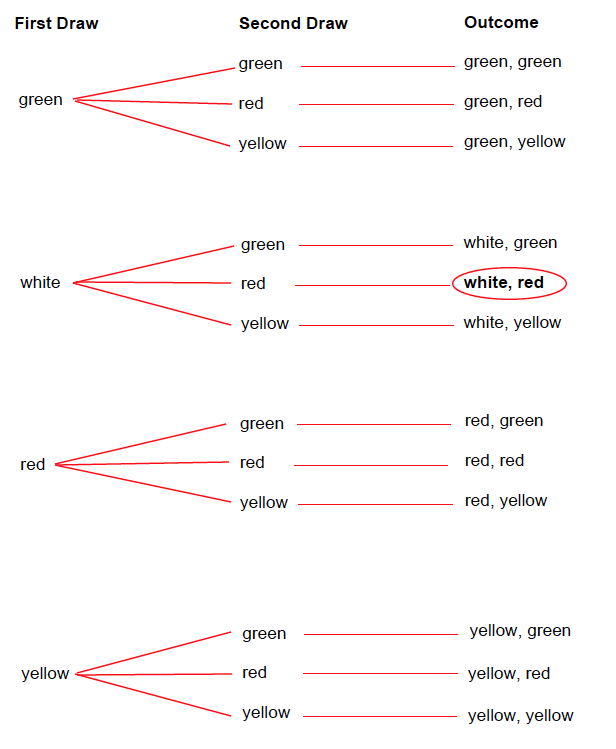 First Draw Second Draw Outcome
green green, green
green red green, red
yellow green, yellow
green white, green
white red white, red
yellow white, yellow
green red, green
red red red, red
yellow red, yellow
green yellow, green
yellow red yellow, red
yellow yellow, yellow